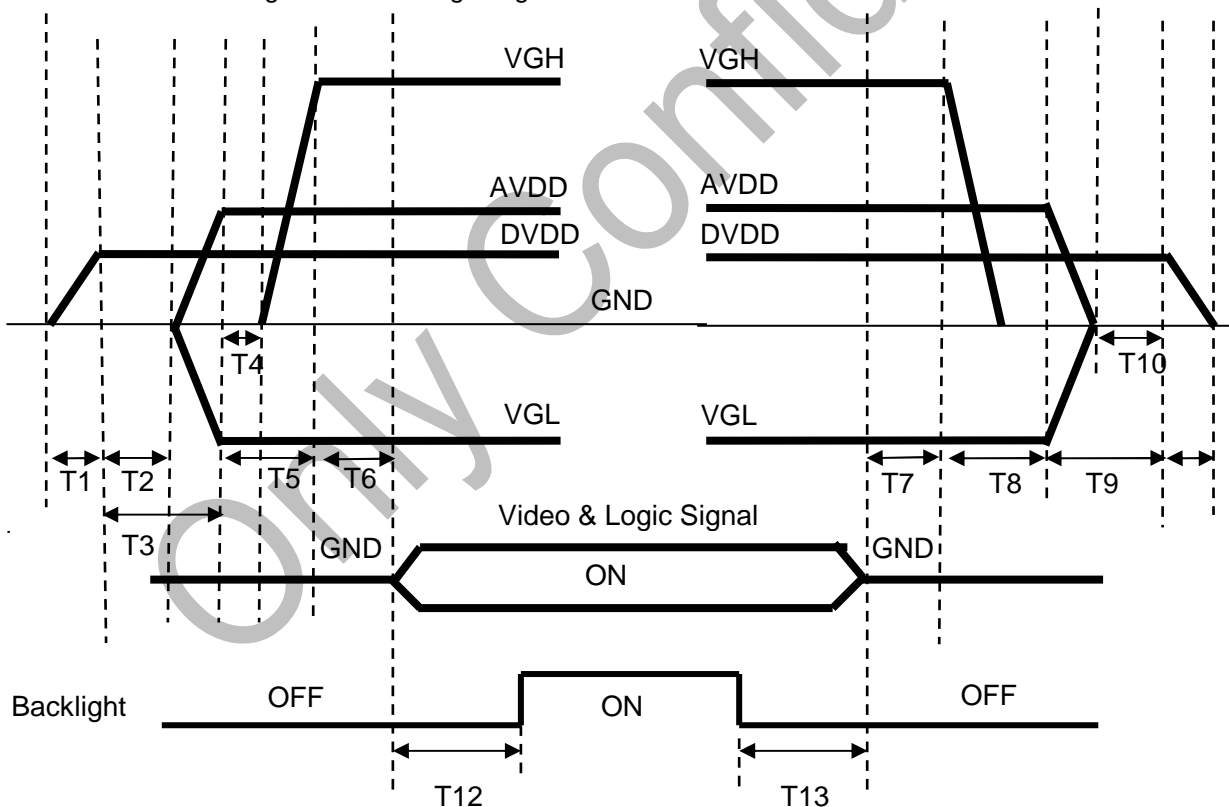 VGH
VGH
AVDD
AVDD
DVDD
DVDD
GND
T4
T10
VGL
VGL
T1
T2
T5
T6
T7
T8
T9
T3
Video & Logic Signal
GND
GND
ON
Backlight
OFF
ON
OFF
T12
T13
Only